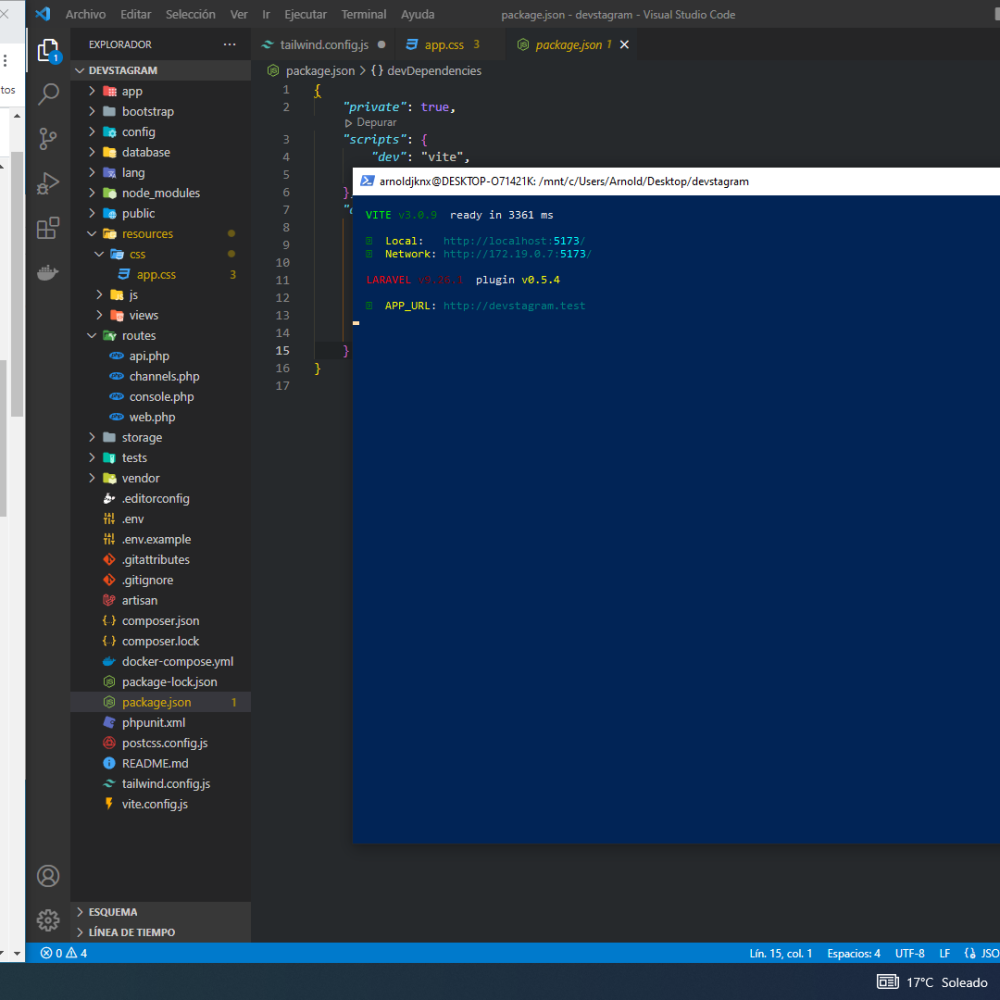 Archivo Editar Selección Ver Ir Ejecutar Terminal Ayuda package.json - devstagram - Visual Studio Code
EXPLORADOR
tailwind.config.js
app.css 3
package.json 1
DEVSTAGRAM
package.json > {} devDependencies
tos
app
bootstrap
config
database
lang
node_modules
public
resources
css
app.css 3
js
views
routes
api.php
channels.php
console.php
web.php
storage
tests
vendor
.editorconfig
.env
.env.example
.gitattributes
.gitignore
artisan
composer.json
composer.lock
docker-compose.yml
package-lock.json
package.json 1
phpunit.xml
postcss.config.js
README.md
tailwind.config.js
vite.config.js
ESQUEMA
LÍNEA DE TIEMPO
1 {
2 "private": true,
Depurar
3 "scripts": {
4 "dev": "vite",
5
6 }
7 "
8
9
10
11
12
13
14
15 }
16 }
17
arnoldjknx@DESKTOP-O71421K: /mnt/c/Users/Arnold/Desktop/devstagram
VITE v3.0.9 ready in 3361 ms
Local: http://localhost:5173/
Network: http://172.19.0.7:5173/
LARAVEL v9.26.1 plugin v0.5.4
APP_URL: http://devstagram.test
0 4
Lín. 15, col. 1 Espacios: 4 UTF-8 LF {} JSO
17°C Soleado